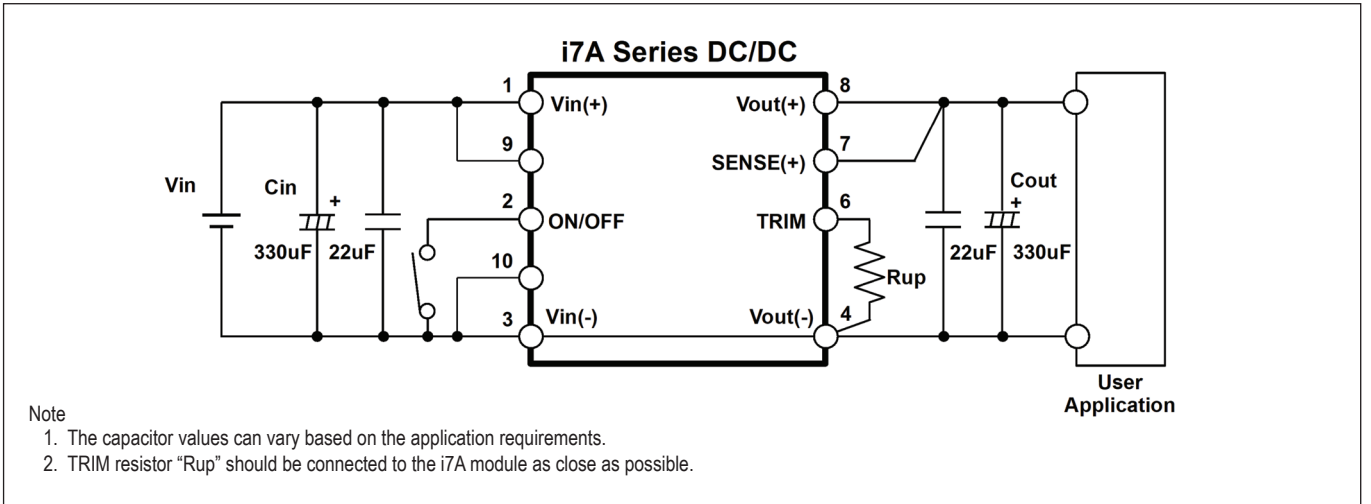 i7A Series DC/DC
1
8
Vin(+)
Vout(+)
9
7
SENSE(+)
Vin
Cin
+
2
6
Cout
+
ON/OFF
TRIM
330uF
22uF
10
Rup
22uF
330uF
3
Vin(-)
Vout(-)
4
User
Application
Note
1. The capacitor values can vary based on the application requirements.
2. TRIM resistor “Rup” should be connected to the i7A module as close as possible.